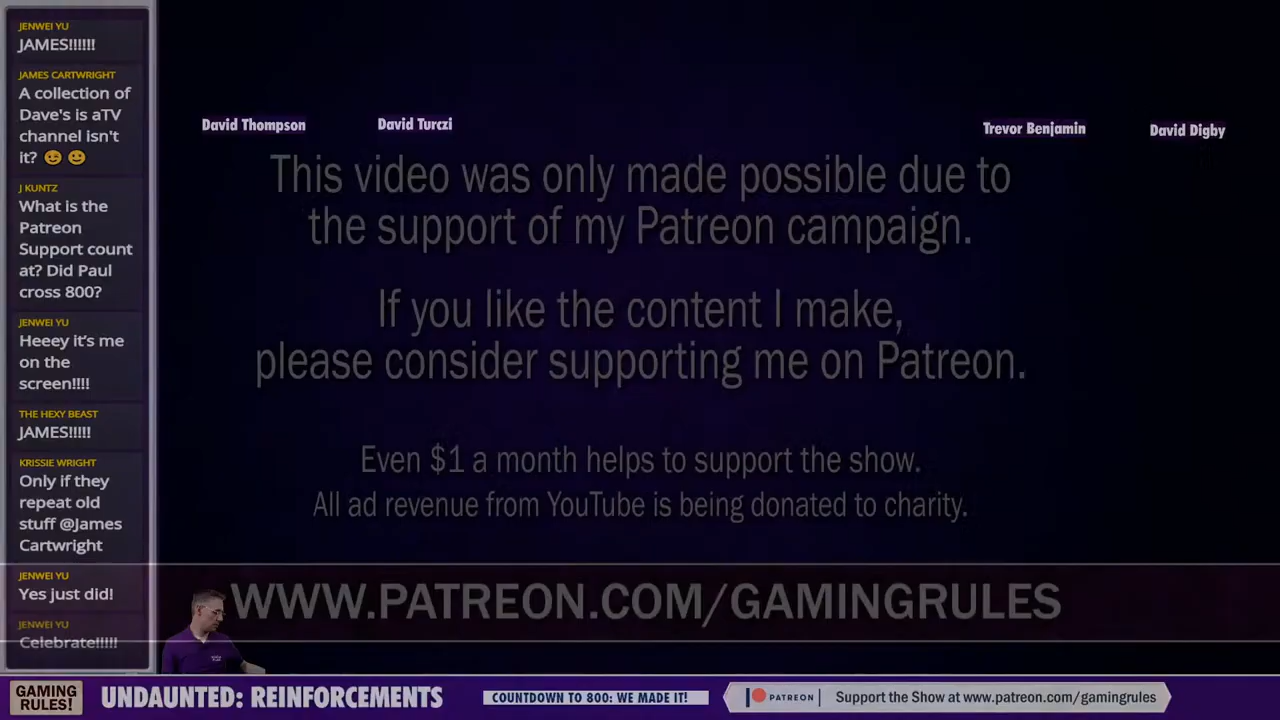 JENWEI YU
JAMES!!!!!!
JAMES CARTWRIGHT
A collection of
Dave's is aTV
channel isn't
it? 😉 🙂
J KUNTZ
What is the
Patreon
Support count
at? Did Paul
cross 800?
JENWEI YU
Heeey it's me
on the
screen!!!!
THE HEXY BEAST
JAMES!!!!!
KRISSIE WRIGHT
Only if they
repeat old
stuff @James
Cartwright
JENWEI YU
Yes just did!
JENWEI YU
Celebrate!!!!!
David Thompson
David Turczi
Trevor Benjamin
David Digby
This video was only made possible due to
the support of my Patreon campaign.
If you like the content I make,
please consider supporting me on Patreon.
Even $1 a month helps to support the show.
All ad revenue from YouTube is being donated to charity.
WWW.PATREON.COM/GAMINGRULES
GAMING
RULES!
UNDAUNTED: REINFORCEMENTS
COUNTDOWN TO 800: WE MADE IT!
PATREON
Support the Show at www.patreon.com/gamingrules